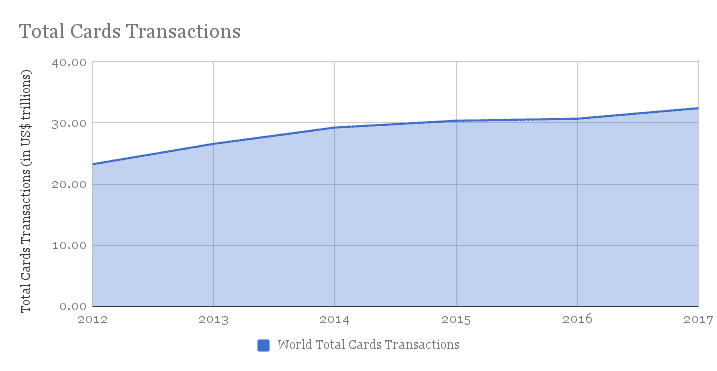 Total Cards Transactions
Total Cards Transactions (in US$ trillions)
40.00
30.00
20.00
10.00
0.00
2012 2013 2014 2015 2016 2017
World Total Cards Transactions